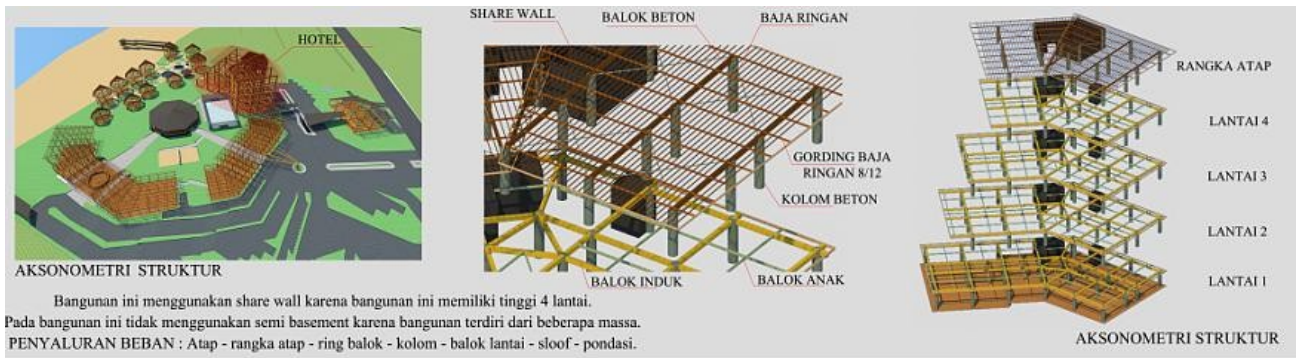 HOTEL
AKSONOMETRI STRUKTUR
SHARE WALL
BALOK BETON
BAJA RINGAN
GORDING BAJA
RINGAN 8/12
KOLOM BETON
BALOK INDUK
BALOK ANAK
RANGKA ATAP
LANTAI 4
LANTAI 3
LANTAI 2
LANTAI 1
AKSONOMETRI STRUKTUR
Bangunan ini menggunakan share wall karena bangunan ini memiliki tinggi 4 lantai.
Pada bangunan ini tidak menggunakan semi basement karena bangunan terdiri dari beberapa massa.
PENYALURAN BEBAN : Atap - rangka atap - ring balok - kolom - balok lantai - sloof - pondasi.